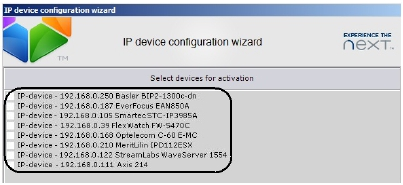 IP device configuration wizard
IP device configuration wizard
EXPERIENCE THE
next.
TM
Select devices for activation
IP-device - 192.168.0.250 Basler BIP2-1300c-dn
IP-device - 192.168.0.187 EverFocus EAN850A
IP-device - 192.168.0.105 Smartec STC-IP3985A
IP-device - 192.168.0.39 FlexWatch FW-5470C
IP-device - 192.168.0.168 Optelecom C-60 E-MC
IP-device - 192.168.0.210 MeritLilin IPD112ESX
IP-device - 192.168.0.122 StreamLabs WaveServer 1554
IP-device - 192.168.0.111 Axis 214